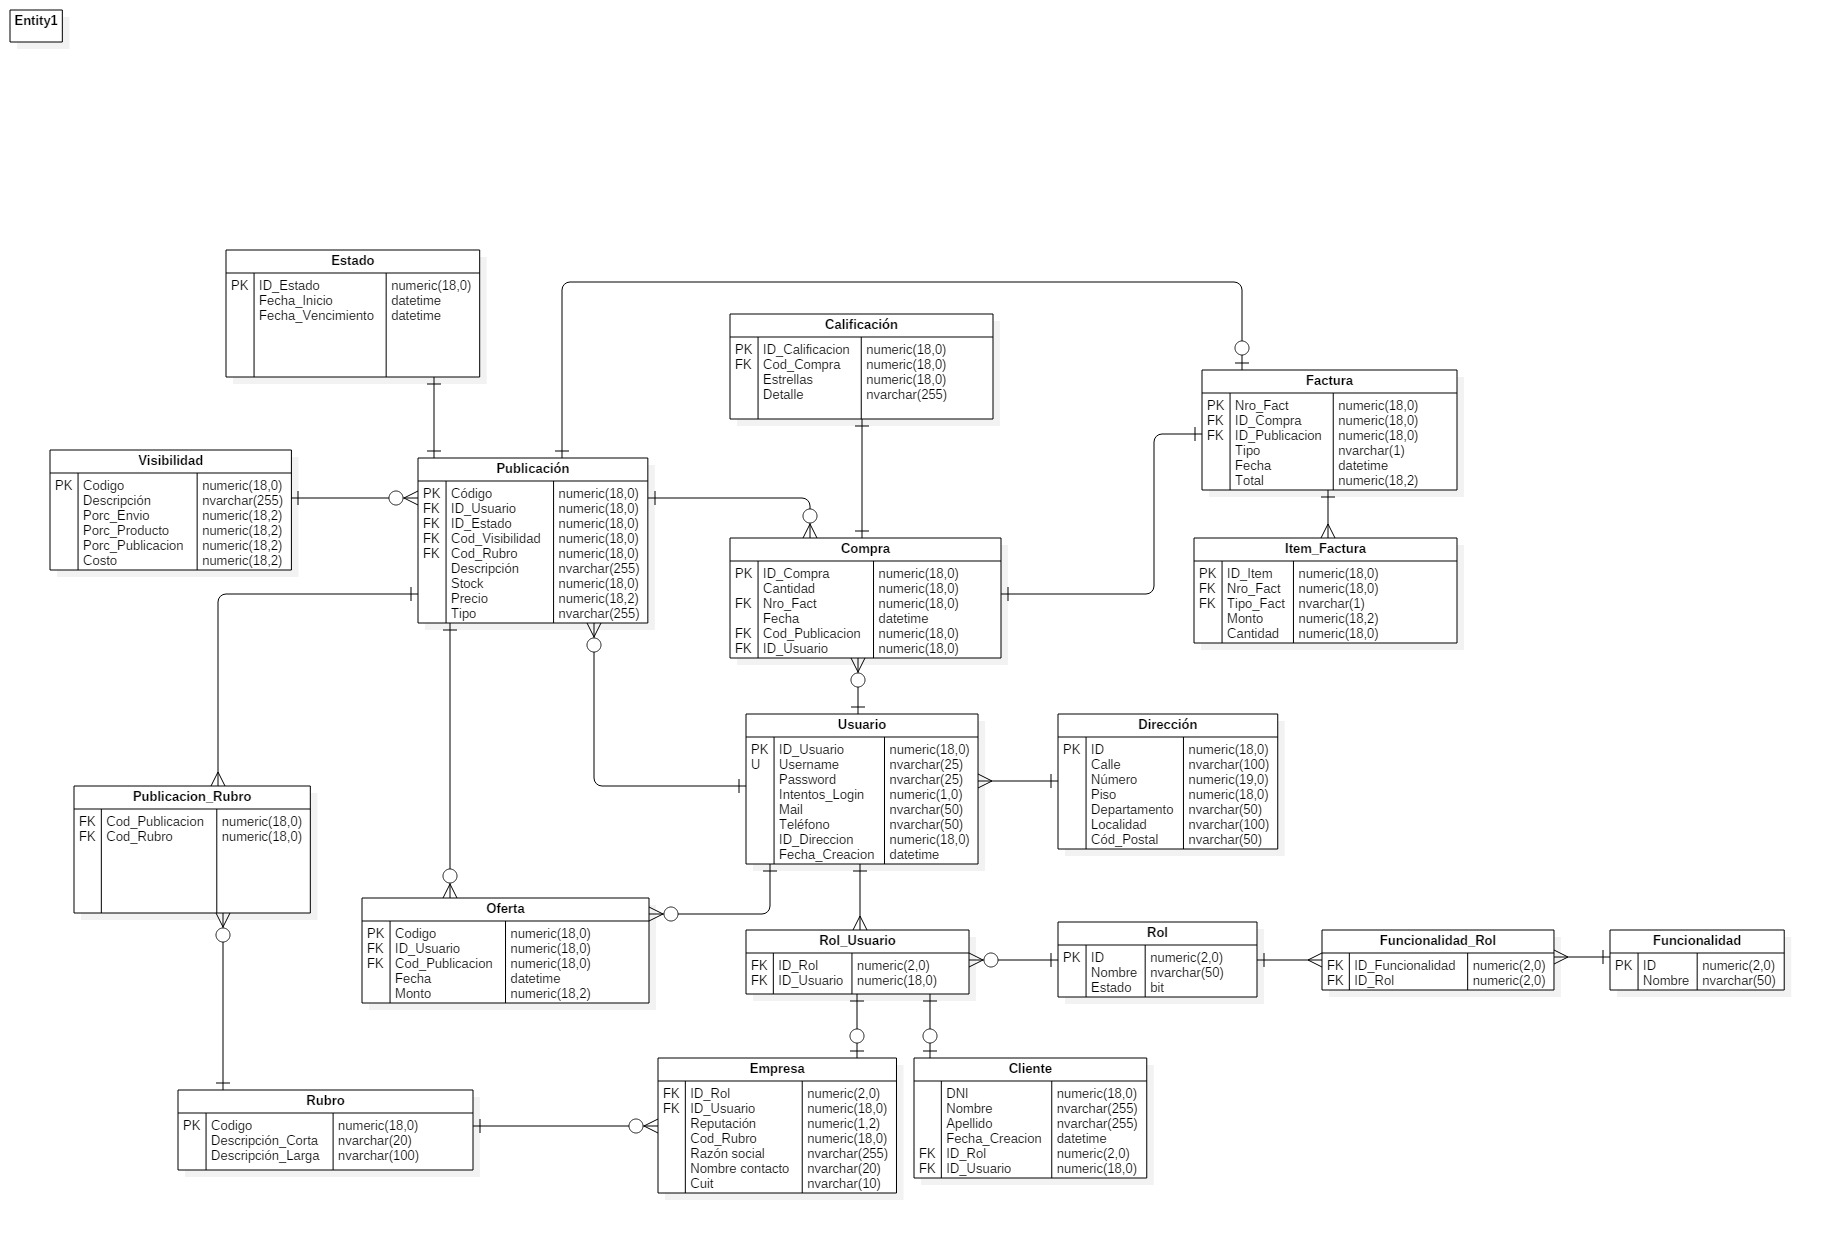 Entity1
Estado
PK ID_Estado numeric(18,0)
Fecha_Inicio datetime
Fecha_Vencimiento datetime
Calificación
PK ID_Calificacion numeric(18,0)
FK Cod_Compra numeric(18,0)
Estrellas numeric(18,0)
Detalle nvarchar(255)
Factura
PK Nro_Fact numeric(18,0)
FK ID_Compra numeric(18,0)
FK ID_Publicacion numeric(18,0)
Tipo nvarchar(1)
Fecha datetime
Total numeric(18,2)
Visibilidad
PK Codigo numeric(18,0)
Descripción nvarchar(255)
Porc_Envio numeric(18,2)
Porc_Producto numeric(18,2)
Porc_Publicacion numeric(18,2)
Costo numeric(18,2)
Publicación
PK Código numeric(18,0)
FK ID_Usuario numeric(18,0)
FK ID_Estado numeric(18,0)
FK Cod_Visibilidad numeric(18,0)
FK Cod_Rubro numeric(18,0)
Descripción nvarchar(255)
Stock numeric(18,0)
Precio numeric(18,2)
Tipo nvarchar(255)
Compra
PK ID_Compra numeric(18,0)
Cantidad numeric(18,0)
FK Nro_Fact numeric(18,0)
Fecha datetime
FK Cod_Publicacion numeric(18,0)
FK ID_Usuario numeric(18,0)
Item_Factura
PK ID_Item numeric(18,0)
FK Nro_Fact numeric(18,0)
FK Tipo_Fact nvarchar(1)
Monto numeric(18,2)
Cantidad numeric(18,0)
Usuario
PK ID_Usuario numeric(18,0)
U Username nvarchar(25)
Password nvarchar(25)
Intentos_Login numeric(1,0)
Mail nvarchar(50)
Teléfono nvarchar(50)
ID_Direccion numeric(18,0)
Fecha_Creacion datetime
Dirección
PK ID numeric(18,0)
Calle nvarchar(100)
Número numeric(19,0)
Piso numeric(18,0)
Departamento nvarchar(50)
Localidad nvarchar(100)
Cód_Postal nvarchar(50)
Publicacion_Rubro
FK Cod_Publicacion numeric(18,0)
FK Cod_Rubro numeric(18,0)
Oferta
PK Codigo numeric(18,0)
FK ID_Usuario numeric(18,0)
FK Cod_Publicacion numeric(18,0)
Fecha datetime
Monto numeric(18,2)
Rol_Usuario
FK ID_Rol numeric(2,0)
FK ID_Usuario numeric(18,0)
Rol
PK ID numeric(2,0)
Nombre nvarchar(50)
Estado bit
Funcionalidad_Rol
FK ID_Funcionalidad numeric(2,0)
FK ID_Rol numeric(2,0)
Funcionalidad
PK ID numeric(2,0)
Nombre nvarchar(50)
Rubro
PK Codigo numeric(18,0)
Descripción_Corta nvarchar(20)
Descripción_Larga nvarchar(100)
Empresa
FK ID_Rol numeric(2,0)
FK ID_Usuario numeric(18,0)
Reputación numeric(1,2)
Cod_Rubro numeric(18,0)
Razón social nvarchar(255)
Nombre contacto nvarchar(20)
Cuit nvarchar(10)
Cliente
DNI numeric(18,0)
Nombre nvarchar(255)
Apellido nvarchar(255)
Fecha_Creacion datetime
FK ID_Rol numeric(2,0)
FK ID_Usuario numeric(18,0)